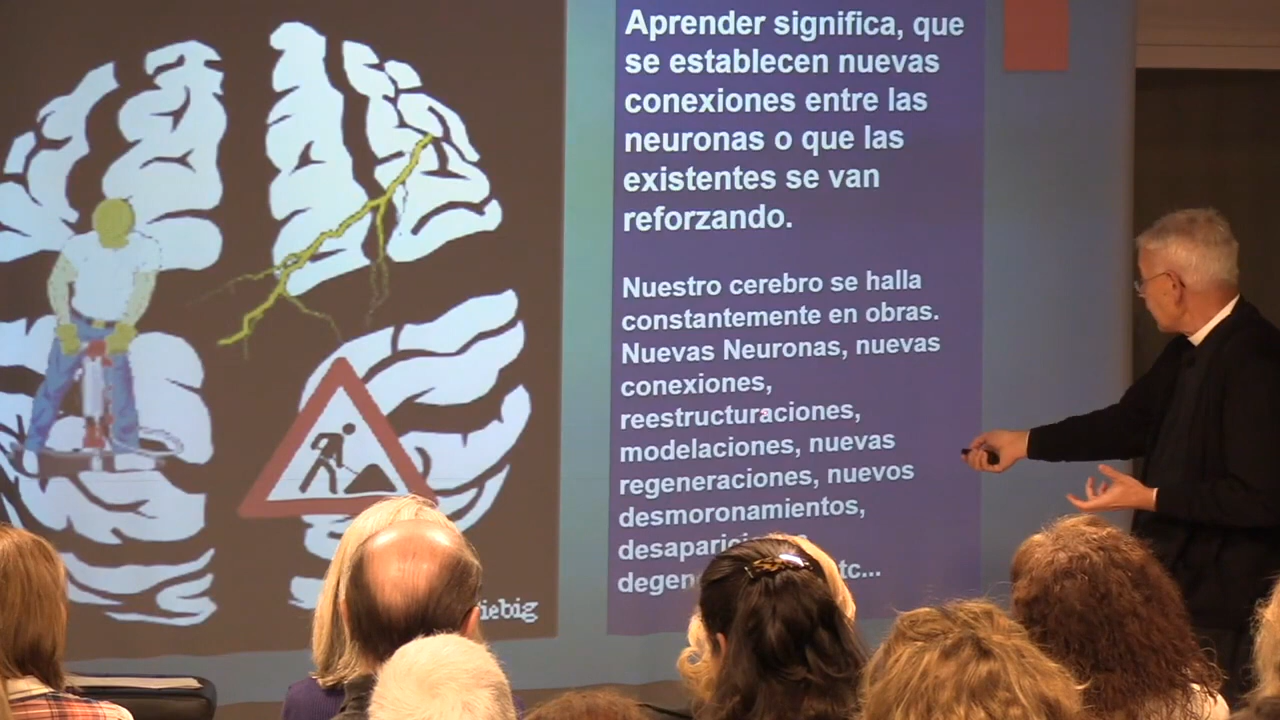 Aprender significa, que
se establecen nuevas
conexiones entre las
neuronas o que las
existentes se van
reforzando.
Nuestro cerebro se halla
constantemente en obras.
Nuevas Neuronas, nuevas
conexiones,
reestructuraciones,
modelaciones, nuevas
regeneraciones, nuevos
desmoronamientos,